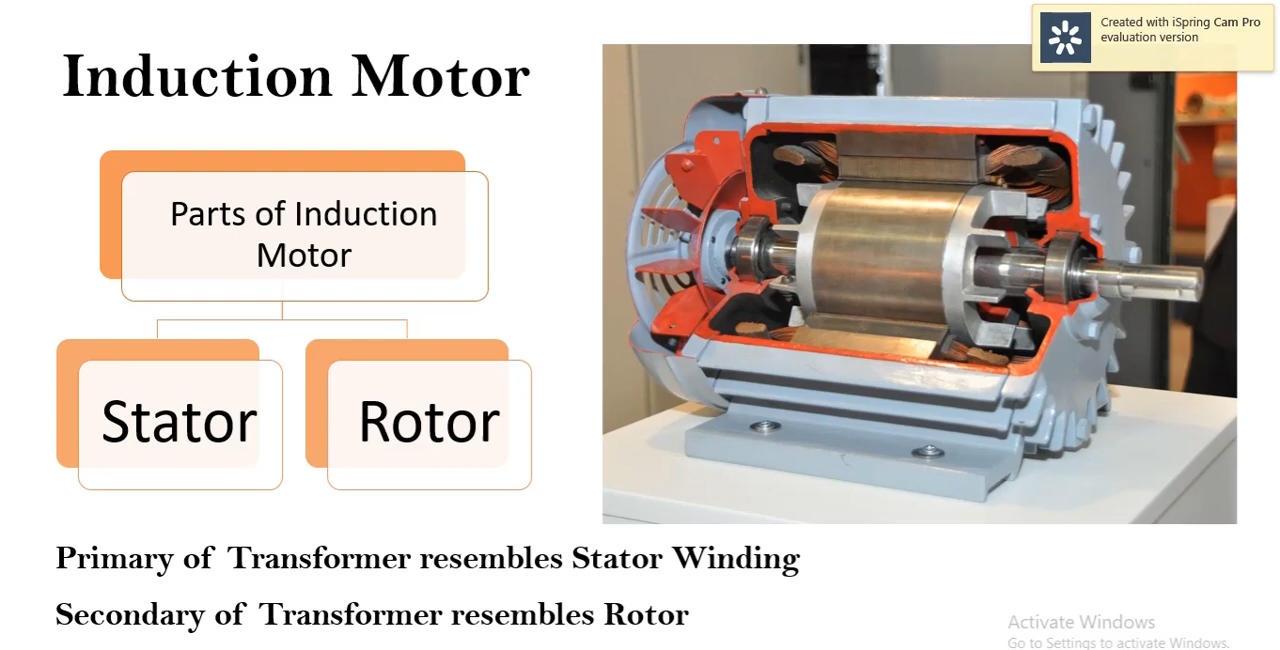 Created with iSpring Cam Pro
evaluation version
Induction Motor
Parts of Induction
Motor
Stator
Rotor
Primary of Transformer resembles Stator Winding
Secondary of Transformer resembles Rotor
Activate Windows
Go to Settings to activate Windows.